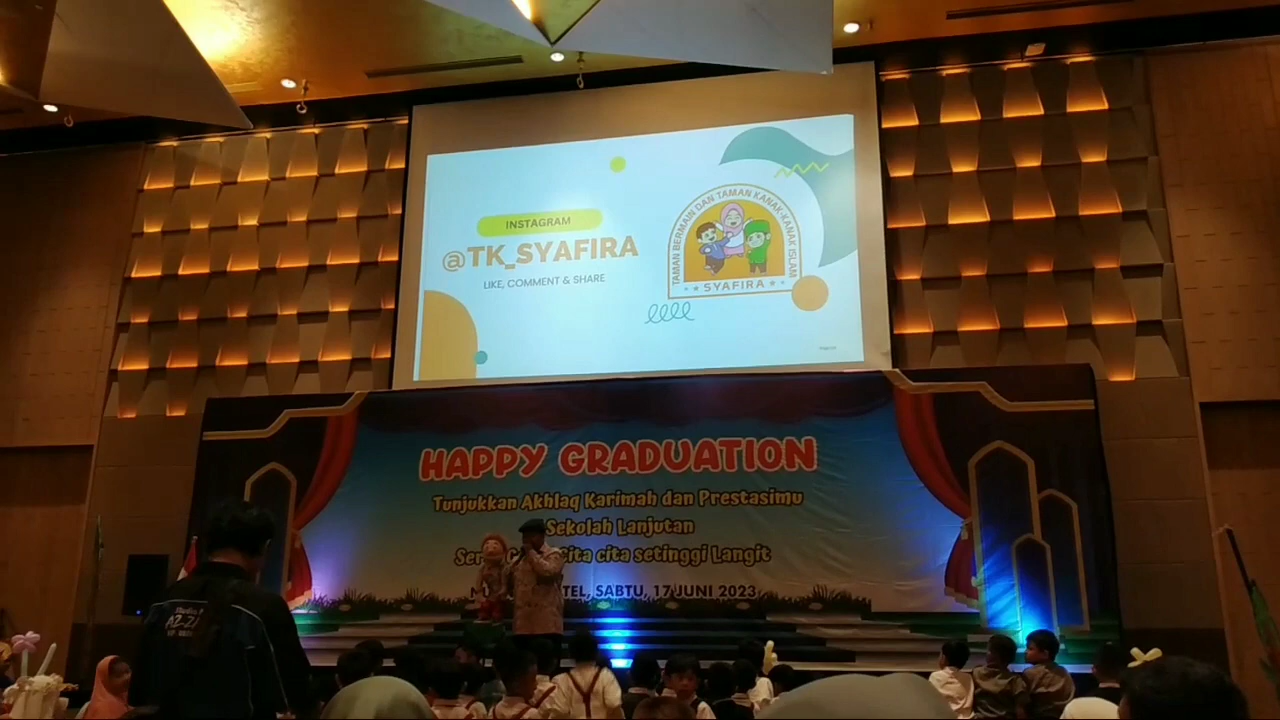 INSTAGRAM
@TK_SYAFIRA
LIKE, COMMENT & SHARE
TAMAN BERMAIN DAN TAMAN KANAK-KANAK ISLAM
SYAFIRA
HAPPY GRADUATION
Tunjukkan Akhlaq Karimah dan Prestasimu
Sekolah Lanjutan
cita cita setinggi Langit
SABTU, 17 JUNI 2023